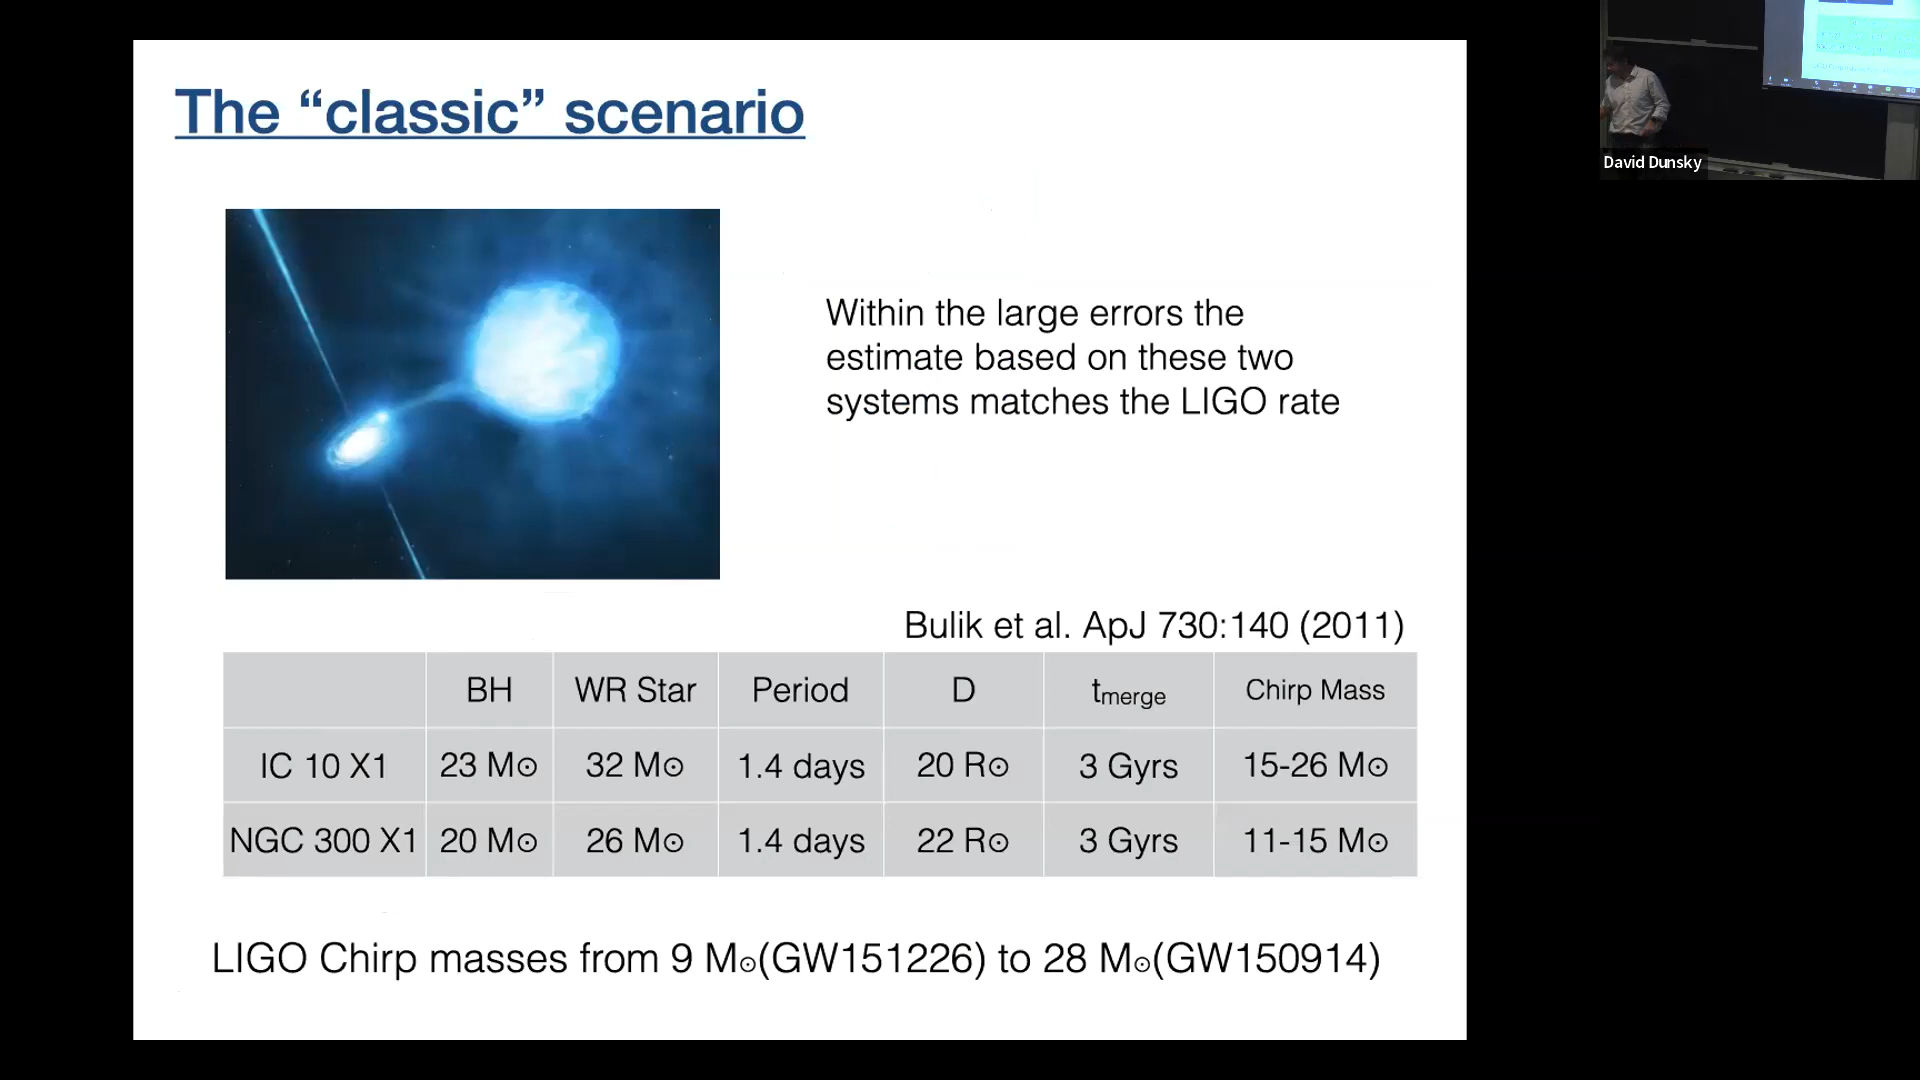 The “classic” scenario
David Dunsky
Within the large errors the
estimate based on these two
systems matches the LIGO rate
Bulik et al. ApJ 730:140 (2011)
BH WR Star Period D tmerge Chirp Mass
IC 10 X1 23 M⊙ 32 M⊙ 1.4 days 20 R⊙ 3 Gyrs 15-26 M⊙
NGC 300 X1 20 M⊙ 26 M⊙ 1.4 days 22 R⊙ 3 Gyrs 11-15 M⊙
LIGO Chirp masses from 9 M⊙(GW151226) to 28 M⊙(GW150914)